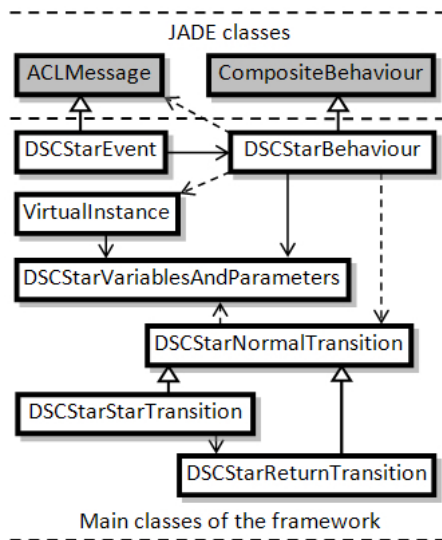 JADE classes
ACLMessage
CompositeBehaviour
DSCStarEvent
DSCStarBehaviour
VirtualInstance
DSCStarVariablesAndParameters
DSCStarNormalTransition
DSCStarStarTransition
DSCStarReturnTransition
Main classes of the framework